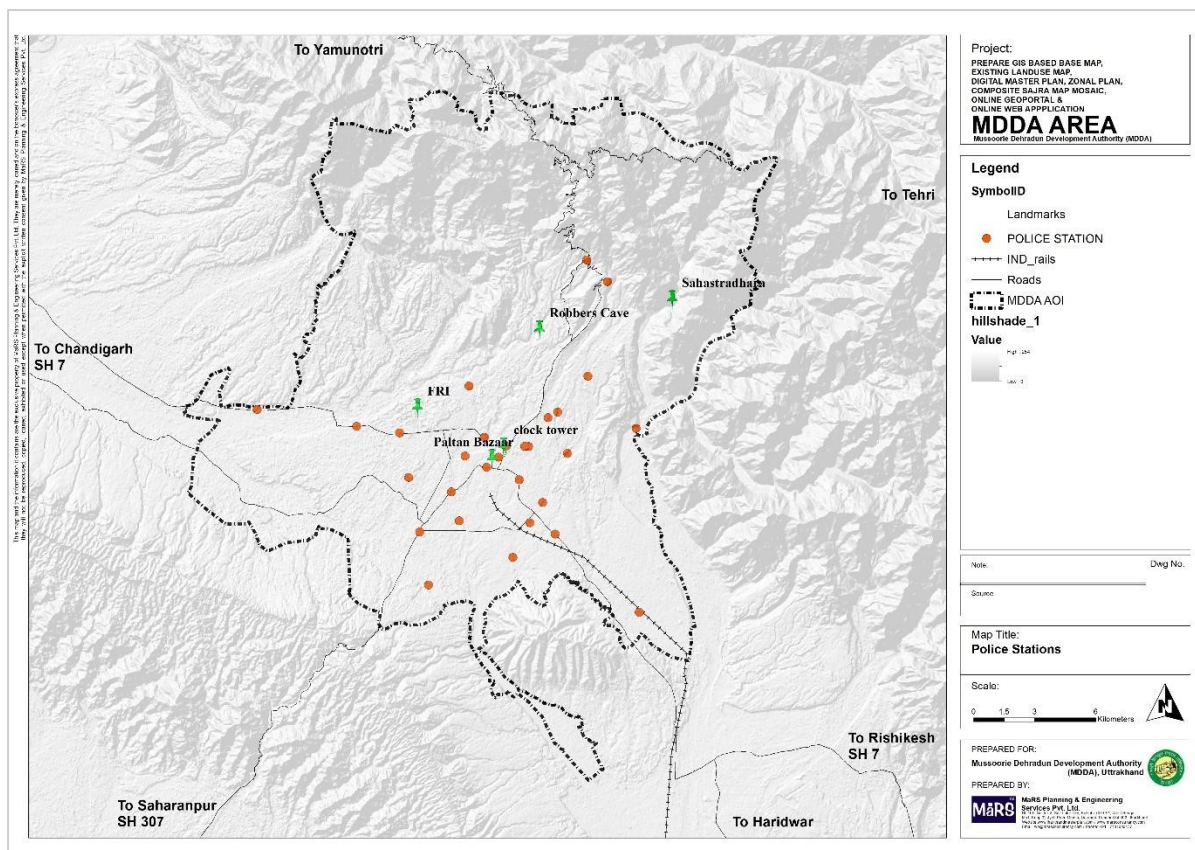 To Yamunotri
To Tehri
Sahastradhara
Robbers Cave
To Chandigarh
SH 7
FRI
clock tower
Paltan Bazaar
To Rishikesh
SH 7
To Saharanpur
SH 307
To Haridwar
Project:
PREPARE GIS BASED BASE MAP,
EXISTING LANDUSE MAP,
DIGITAL MASTER PLAN, ZONAL PLAN,
COMPOSITE SAJRA MAP MOSAIC,
ONLINE GEOPORTAL &
ONLINE WEB APPPLICATION
MDDA AREA
Mussoorie Dehradun Development Authority (MDDA)
Legend
SymbolID
Landmarks
POLICE STATION
IND_rails
Roads
MDDA AOI
hillshade_1
Value
High : 254
Low : 0
Note:
Dwg No.
Source
Map Title:
Police Stations
Scale:
0 1.5 3 6
Kilometers
N
PREPARED FOR:
Mussoorie Dehradun Development Authority
(MDDA), Uttrakhand
PREPARED BY:
MaRS
MaRS Planning & Engineering
Services Pvt. Ltd.